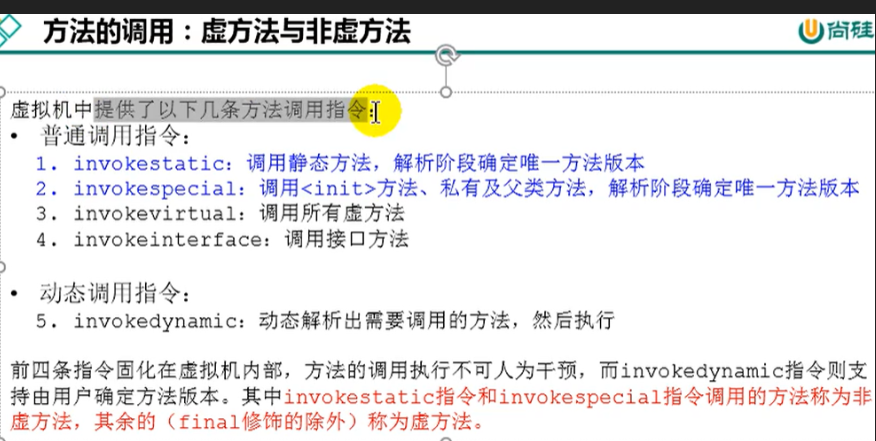 方法的调用：虚方法与非虚方法
尚硅
虚拟机中提供了以下几条方法调用指令：
• 普通调用指令：
1. invokestatic：调用静态方法，解析阶段确定唯一方法版本
2. invokespecial：调用<init>方法、私有及父类方法，解析阶段确定唯一方法版本
3. invokevirtual：调用所有虚方法
4. invokeinterface：调用接口方法
• 动态调用指令：
5. invokedynamic：动态解析出需要调用的方法，然后执行
前四条指令固化在虚拟机内部，方法的调用执行不可人为干预，而invokedynamic指令则支
持由用户确定方法版本。其中invokestatic指令和invokespecial指令调用的方法称为非
虚方法，其余的（final修饰的除外）称为虚方法。